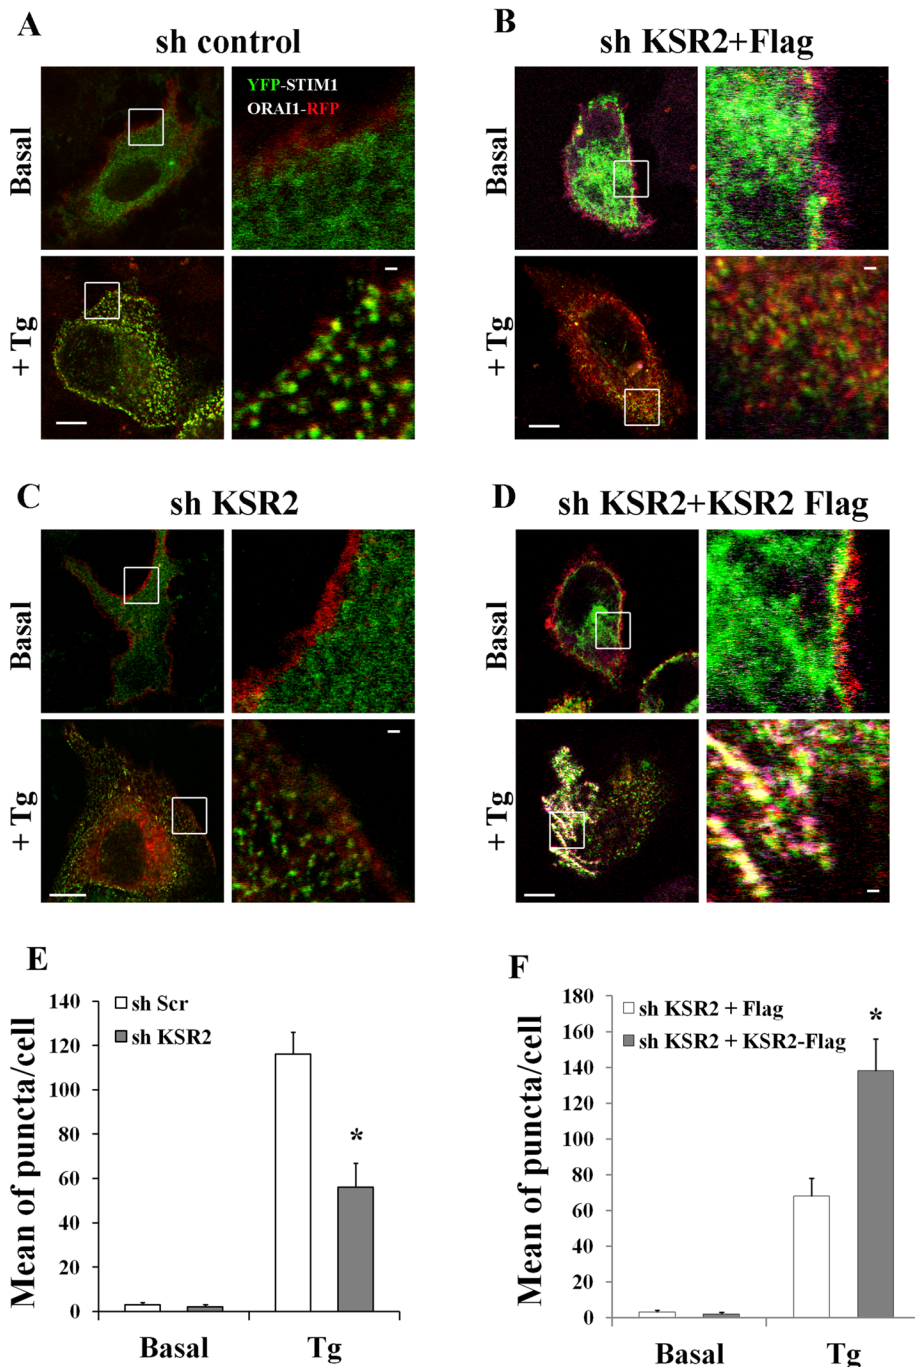 A
sh control
Basal
YFP-STIM1
ORAI1-RFP
+ Tg
B
sh KSR2+Flag
Basal
+ Tg
C
sh KSR2
Basal
+ Tg
D
sh KSR2+KSR2 Flag
Basal
+ Tg
E
Mean of puncta/cell
140
120
100
80
60
40
20
0
sh Scr
sh KSR2
*
Basal
Tg
F
Mean of puncta/cell
180
160
140
120
100
80
60
40
20
0
sh KSR2 + Flag
sh KSR2 + KSR2-Flag
*
Basal
Tg